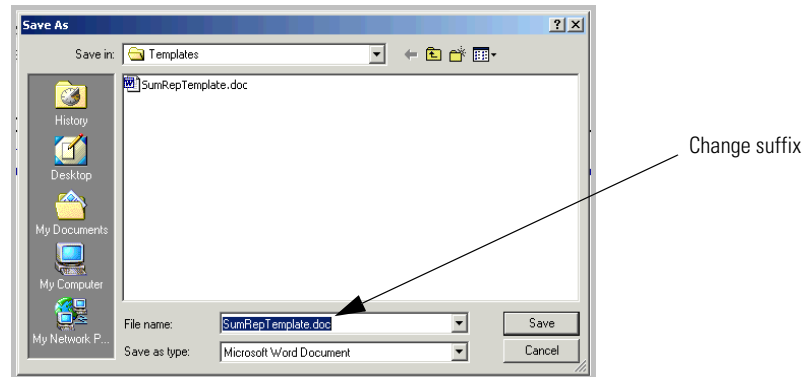 Save As
Save in:
Templates
SumRepTemplate.doc
History
Desktop
My Documents
My Computer
My Network P...
File name:
SumRepTemplate.doc
Save
Save as type:
Microsoft Word Document
Cancel
Change suffix